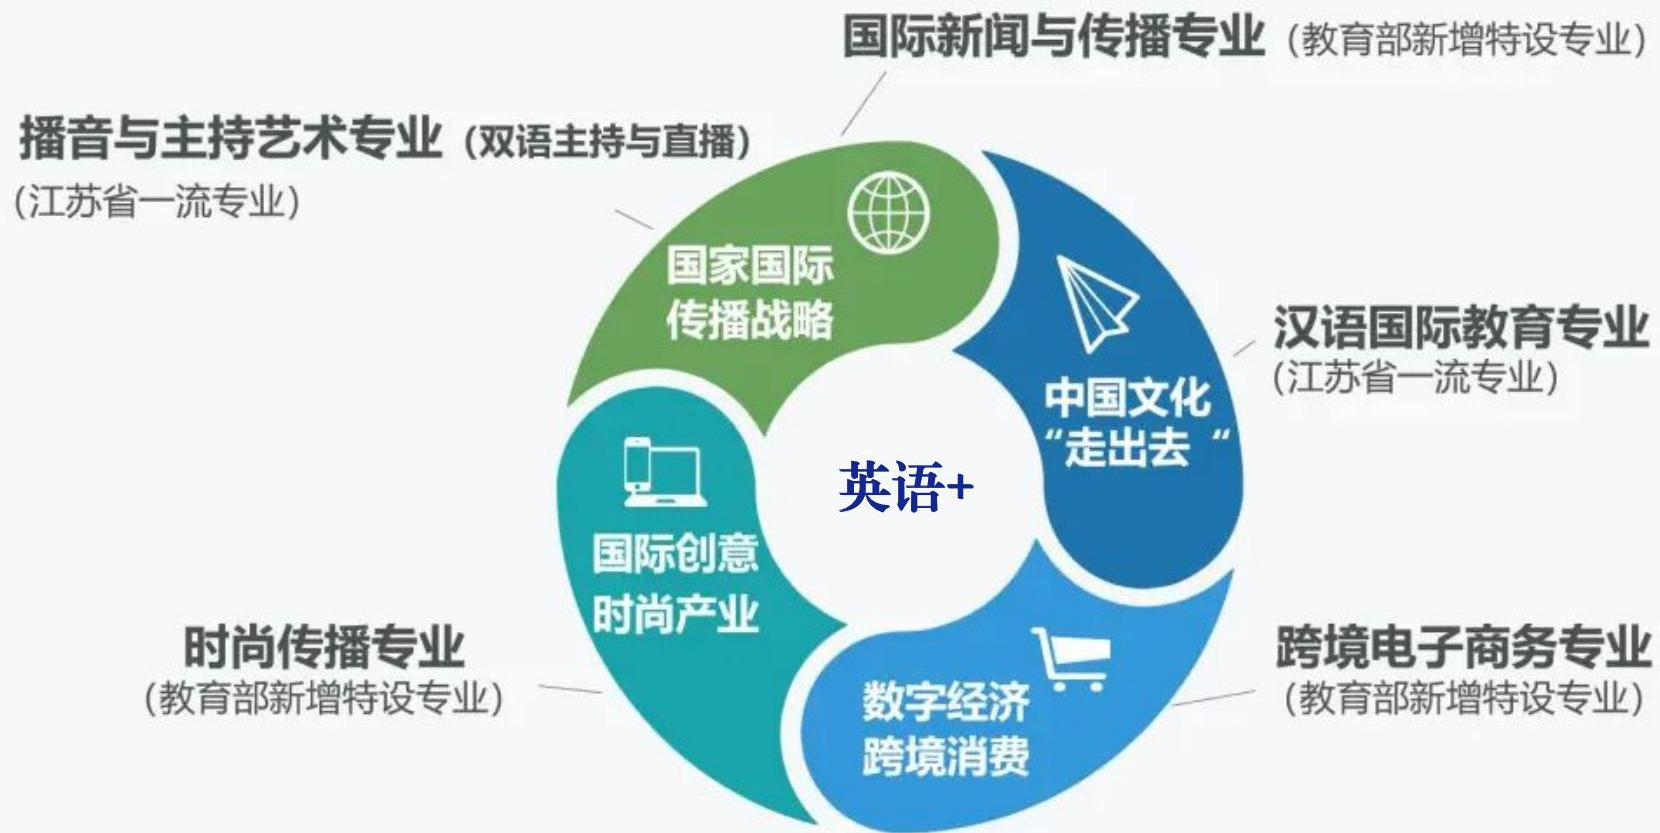 国际新闻与传播专业（教育部新增特设专业）
播音与主持艺术专业（双语主持与直播）
（江苏省一流专业）
国家国际
传播战略
中国文化
“走出去 “
汉语国际教育专业
（江苏省一流专业）
英语+
国际创意
时尚产业
时尚传播专业
（教育部新增特设专业）
数字经济
跨境消费
跨境电子商务专业
（教育部新增特设专业）